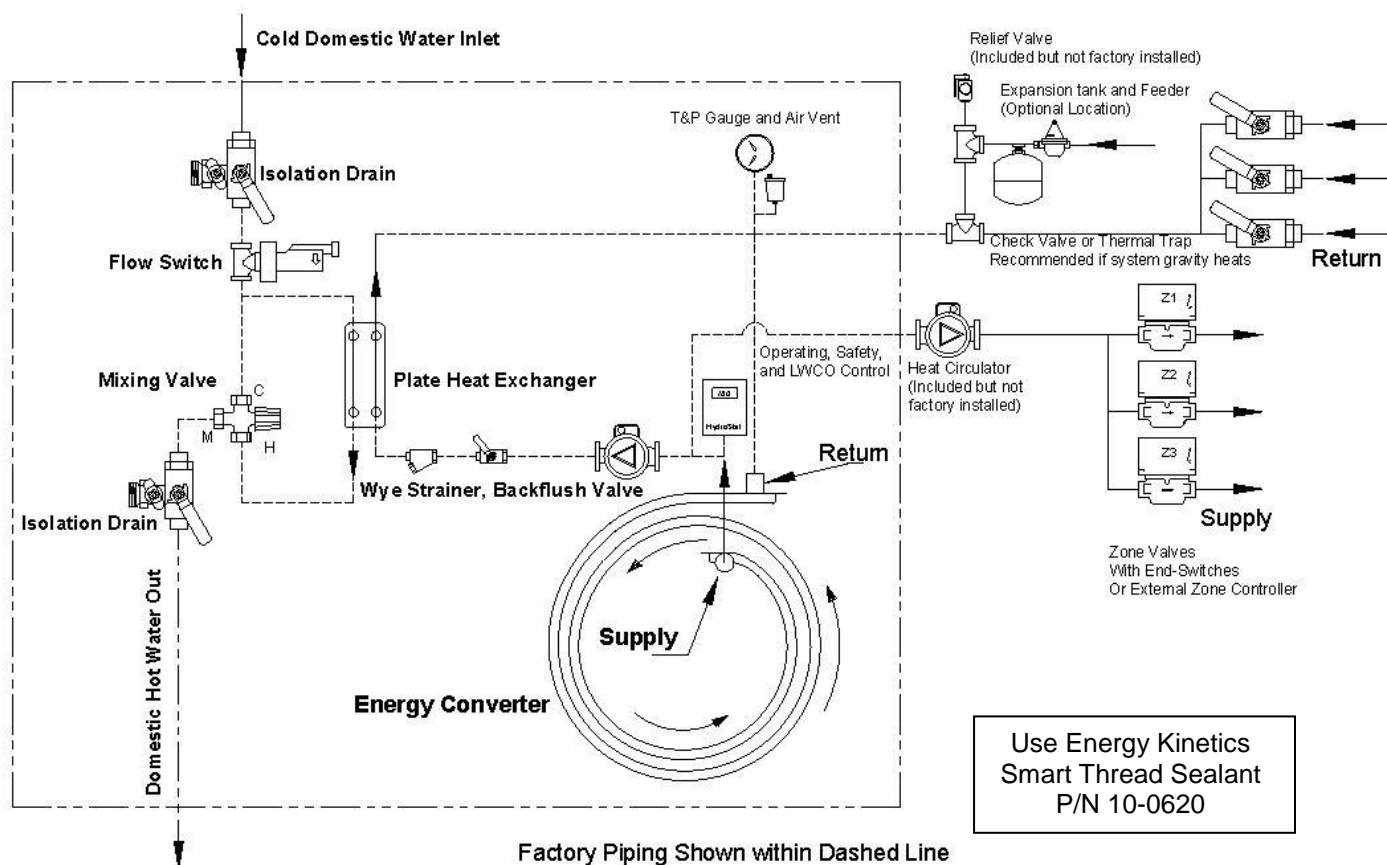 Cold Domestic Water Inlet
Relief Valve
(Included but not factory installed)
Expansion tank and Feeder
(Optional Location)
T&P Gauge and Air Vent
Isolation Drain
Flow Switch
Check Valve or Thermal Trap
Recommended if system gravity heats
Return
Z1
Operating, Safety,
and LWCO Control
Heat Circulator
(Included but not
factory installed)
Mixing Valve
C
M
H
Plate Heat Exchanger
HydroStat
Z2
Return
Z3
Wye Strainer, Backflush Valve
Isolation Drain
Supply
Zone Valves
With End-Switches
Or External Zone Controller
Supply
Energy Converter
Domestic Hot Water Out
Use Energy Kinetics
Smart Thread Sealant
P/N 10-0620
Factory Piping Shown within Dashed Line